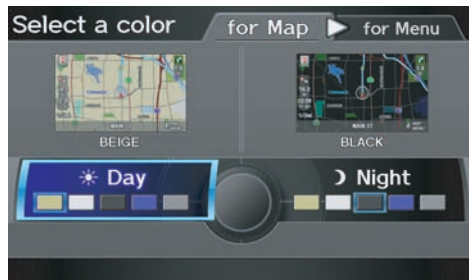 Select a color
for Map
for Menu
BEIGE
BLACK
Day
Night